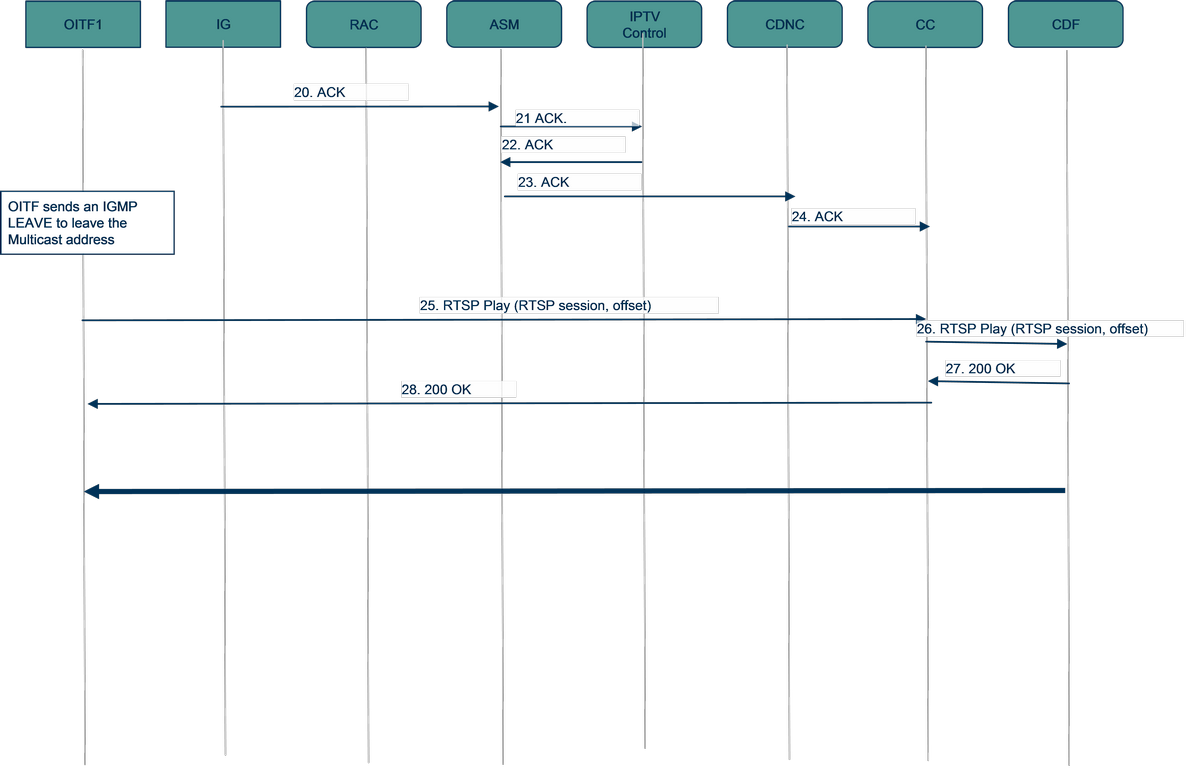 OITF1
IG
RAC
ASM
IPTV
Control
CDNC
CC
CDF
20. ACK
21 ACK.
22. ACK
23. ACK
OITF sends an IGMP
LEAVE to leave the
Multicast address
24. ACK
25. RTSP Play (RTSP session, offset)
26. RTSP Play (RTSP session, offset)
27. 200 OK
28. 200 OK